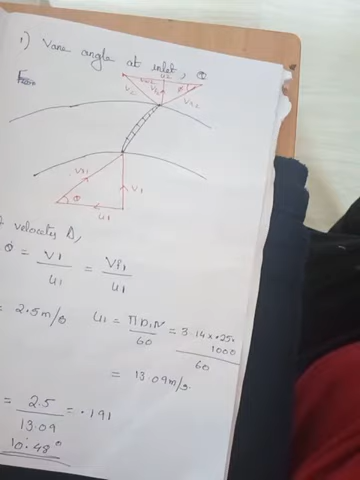 1) Vane angle at inlet, θ
u2
Vw2
V2
Vf2
φ
Vr2
Vr1
V1
θ
u1
velocity Δ,
θ = V1 / u1 = Vf1 / u1
= 2.5 m/s u1 = πD1N / 60 = 3.14 x .25 x 1000 / 60
= 13.09 m/s.
= 2.5 / 13.09 = .191
10.48°